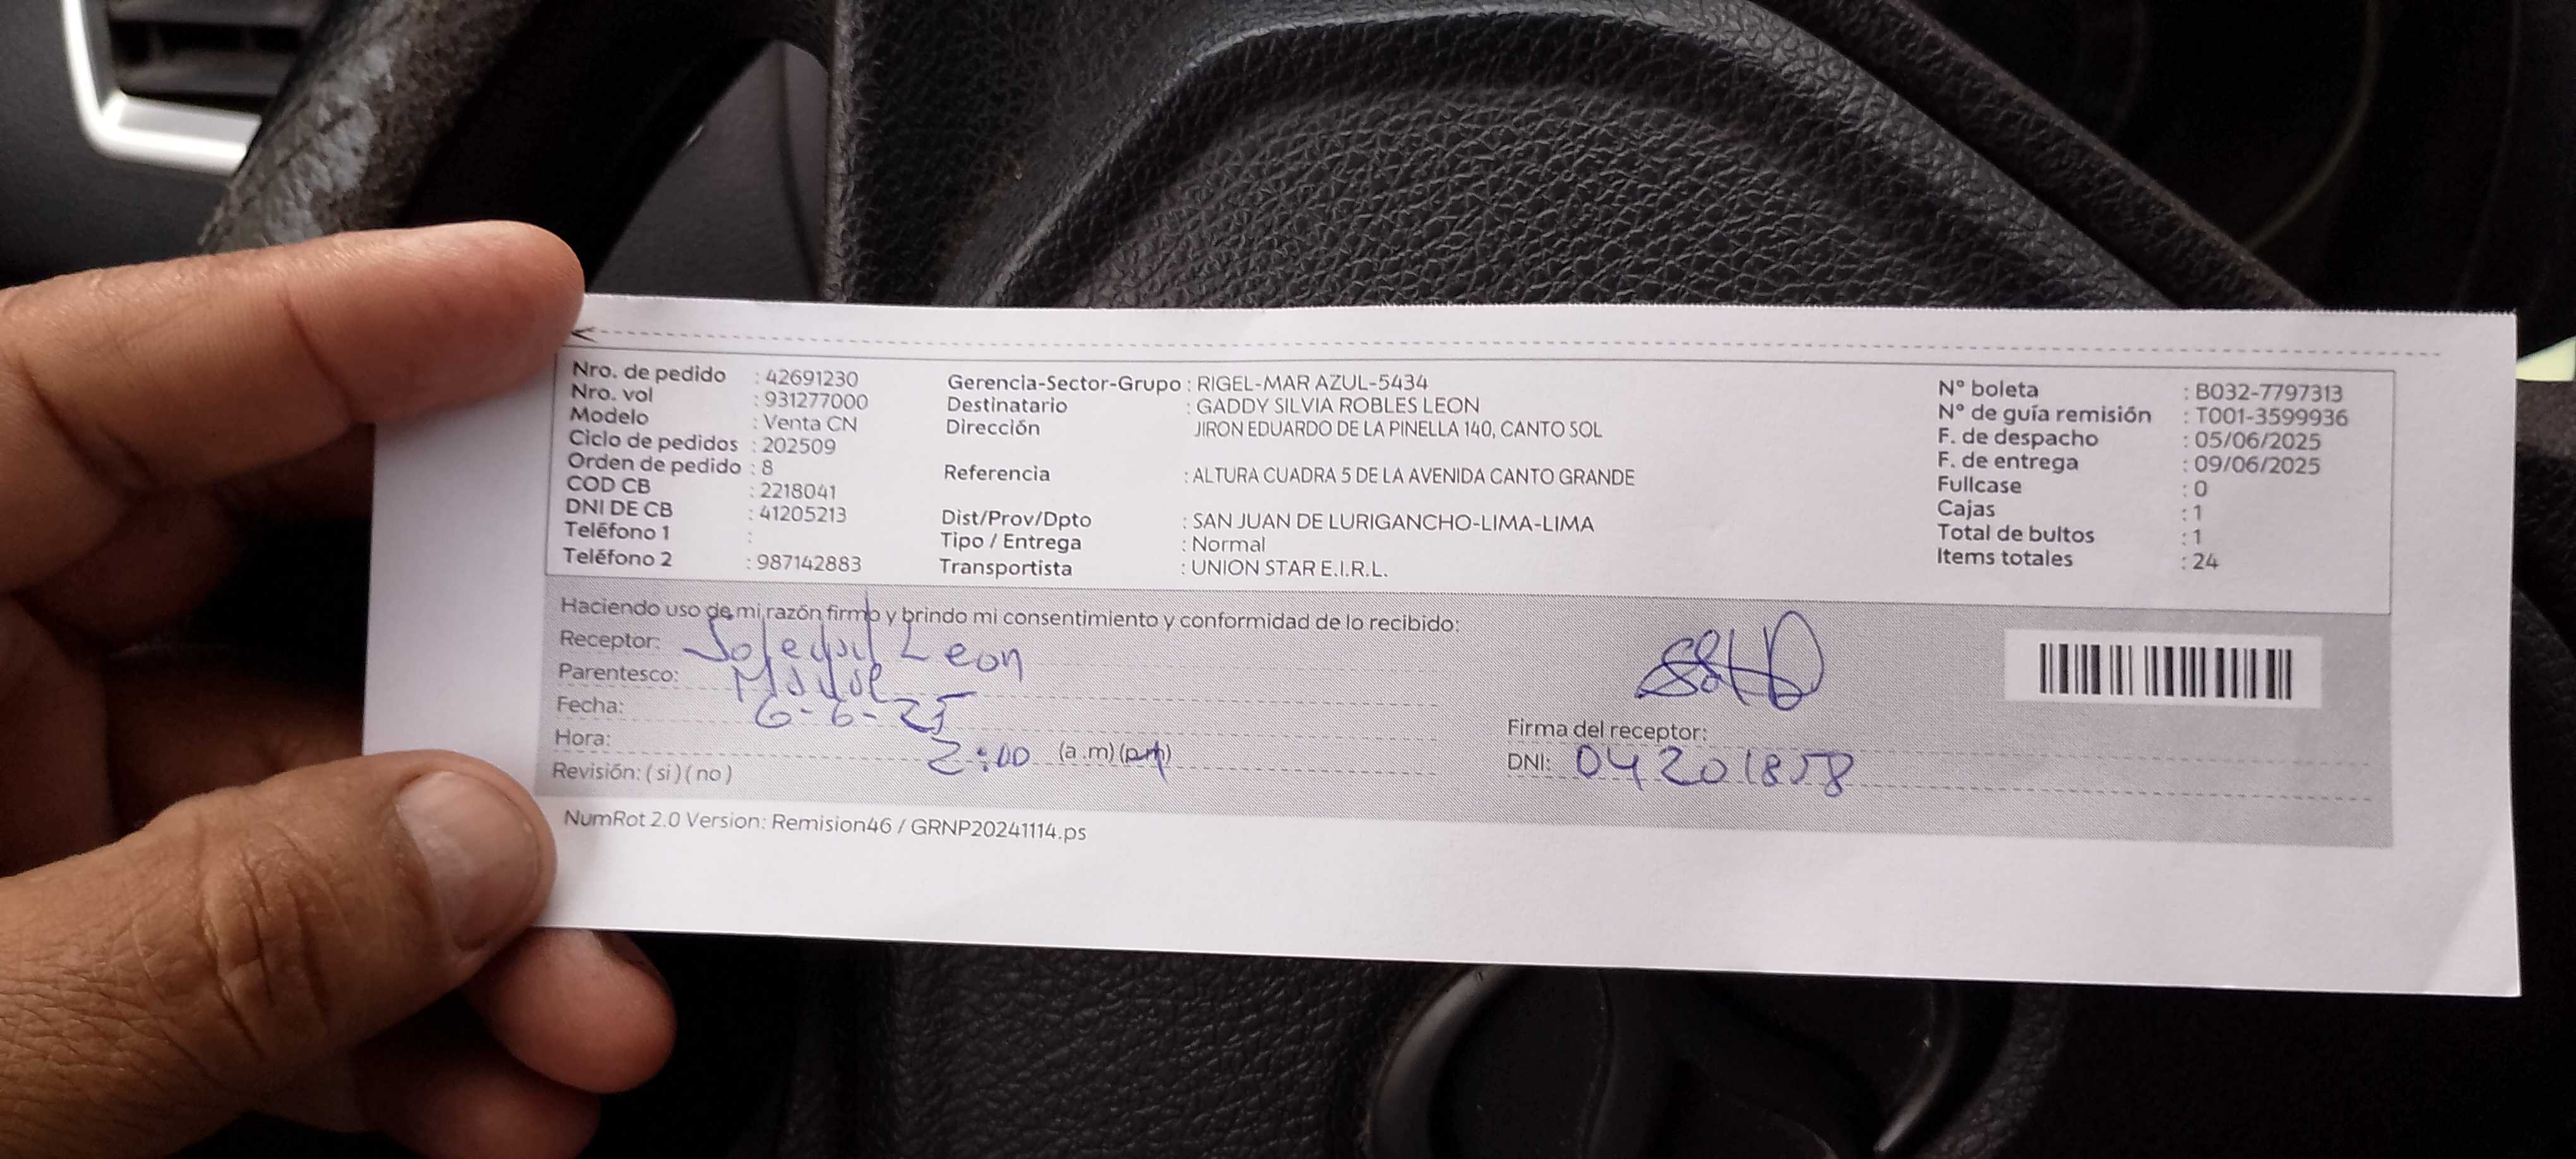 Nro. de pedido : 42691230
Nro. vol : 931277000
Modelo : Venta CN
Ciclo de pedidos : 202509
Orden de pedido : 8
COD CB : 2218041
DNI DE CB : 41205213
Teléfono 1 :
Teléfono 2 : 987142883
Gerencia-Sector-Grupo : RIGEL-MAR AZUL-5434
Destinatario : GADDY SILVIA ROBLES LEON
Dirección JIRON EDUARDO DE LA PINELLA 140, CANTO SOL
Referencia : ALTURA CUADRA 5 DE LA AVENIDA CANTO GRANDE
Dist/Prov/Dpto : SAN JUAN DE LURIGANCHO-LIMA-LIMA
Tipo / Entrega : Normal
Transportista : UNION STAR E.I.R.L.
N° boleta : B032-7797313
N° de guía remisión : T001-3599936
F. de despacho : 05/06/2025
F. de entrega : 09/06/2025
Fullcase : 0
Cajas : 1
Total de bultos : 1
Items totales : 24
Haciendo uso de mi razón firmo y brindo mi consentimiento y conformidad de lo recibido:
Receptor: Soledad Leon
Parentesco: Madre
Fecha: 6-6-25
Hora: 2:00 (a.m) (p.m)
Revisión: ( si ) ( no )
Firma del receptor:
DNI: 04201858
NumRot 2.0 Version: Remision46 / GRNP20241114.ps